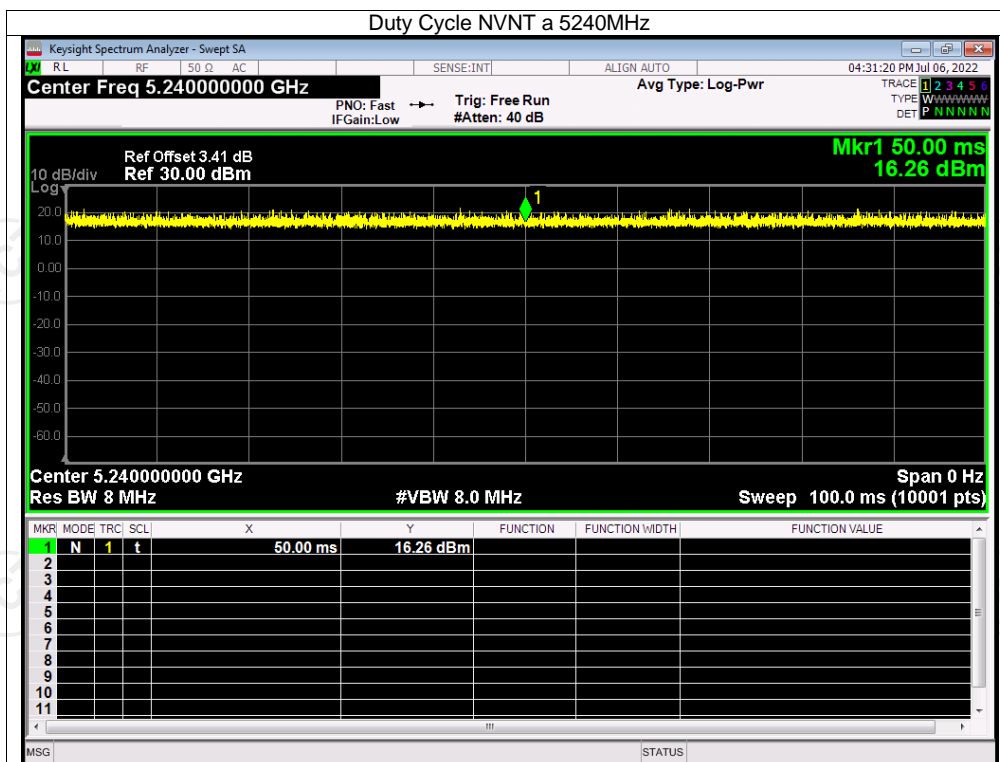 Duty Cycle NVNT a 5240MHz
Keysight Spectrum Analyzer - Swept SA
LXI RL RF 50 Ω AC SENSE:INT ALIGN AUTO 04:31:20 PM Jul 06, 2022
Center Freq 5.240000000 GHz Avg Type: Log-Pwr TRACE 1 2 3 4 5 6
PNO: Fast Trig: Free Run TYPE WWWWWW
IFGain:Low #Atten: 40 dB DET P N N N N N
Mkr1 50.00 ms
Ref Offset 3.41 dB
10 dB/div Ref 30.00 dBm 16.26 dBm
Log
1
20.0
10.0
0.00
-10.0
-20.0
-30.0
-40.0
-50.0
-60.0
Center 5.240000000 GHz Span 0 Hz
Res BW 8 MHz #VBW 8.0 MHz Sweep 100.0 ms (10001 pts)
MKR MODE TRC SCL X Y FUNCTION FUNCTION WIDTH FUNCTION VALUE
1 N 1 t 50.00 ms 16.26 dBm
2
3
4
5
6
7
8
9
10
11
MSG STATUS